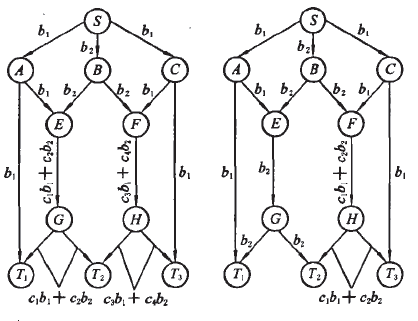 S
b₁ b₂ b₁
A B C
b₁ b₂ b₂ b₁
E F
b₁ c₁b₁+c₂b₂ c₃b₁+c₄b₂ b₁
G H
T₁ T₂ T₃
c₁b₁+c₂b₂ c₃b₁+c₄b₂
S
b₁ b₂ b₁
A B C
b₁ b₂ b₂ b₁
E F
b₁ b₂ c₁b₁+c₂b₂ b₁
G H
b₂ b₂
T₁ T₂ T₃
c₁b₁+c₂b₂